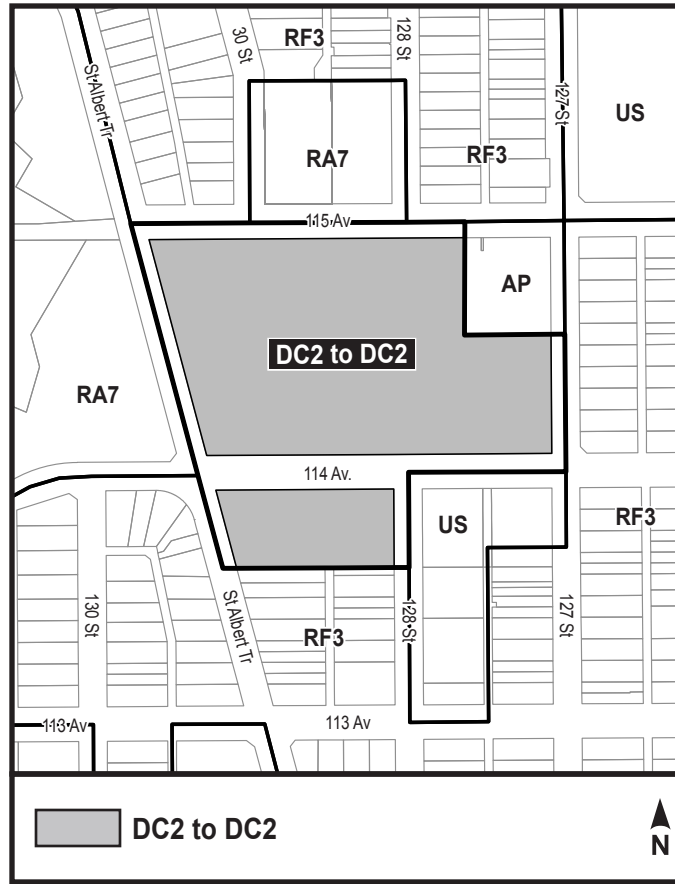 30 St
RF3
128 St
St Albert Tr
127 St
US
RA7
RF3
115 Av
AP
DC2 to DC2
RA7
114 Av.
US
RF3
130 St
St Albert Tr
RF3
128 St
127 St
113 Av
113 Av
DC2 to DC2
N